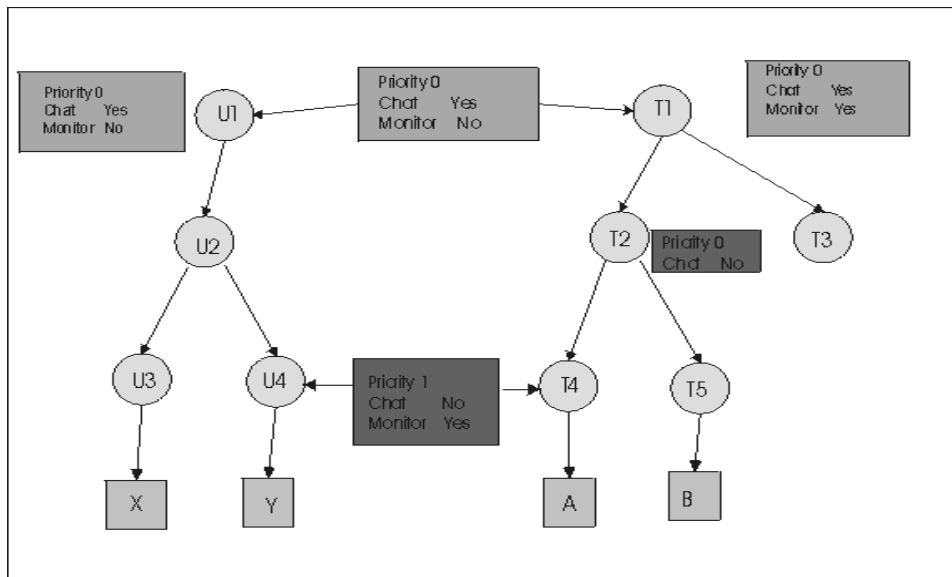 Priority 0
Chat Yes
Monitor No
U1
Priority 0
Chat Yes
Monitor No
T1
Priority 0
Chat Yes
Monitor Yes
U2
T2
Priority 0
Chat No
T3
U3
U4
Priority 1
Chat No
Monitor Yes
T4
T5
X
Y
A
B